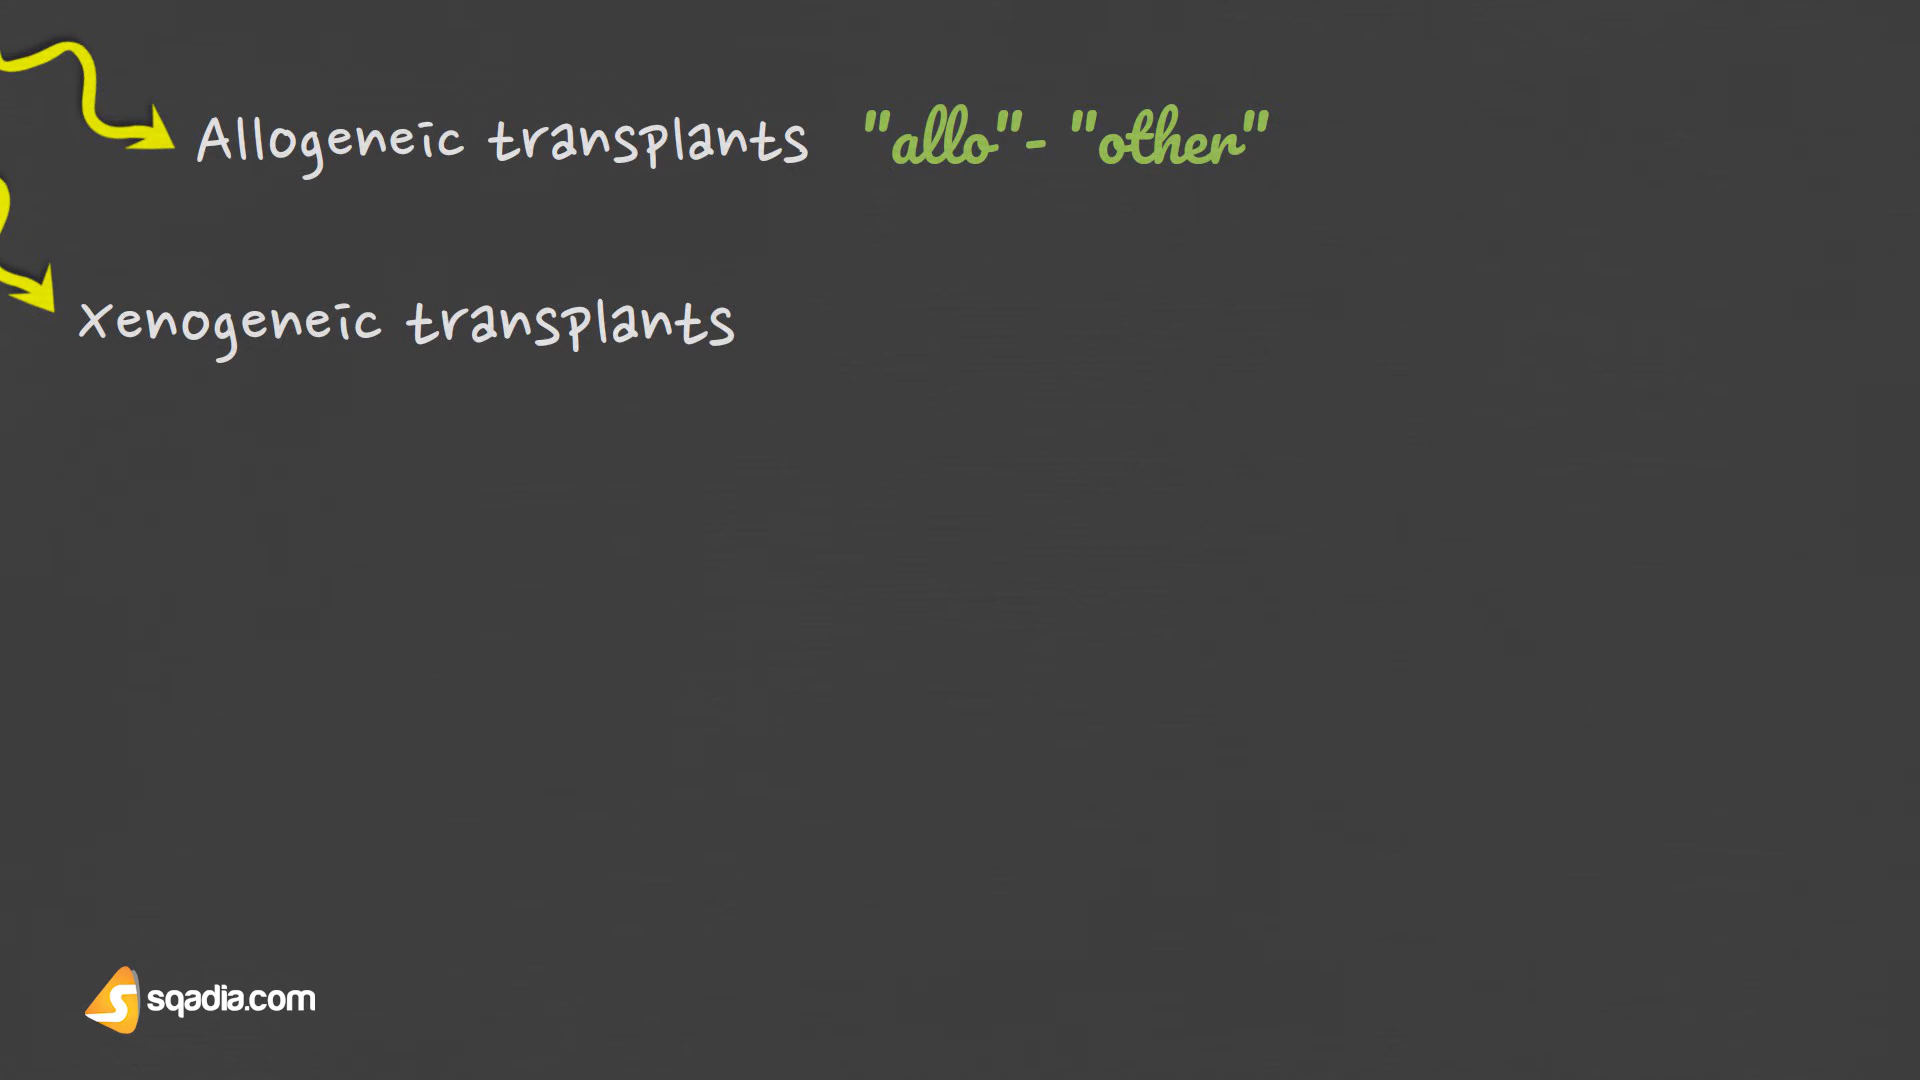 Allogeneic transplants "allo"- "other"
Xenogeneic transplants
sqadia.com